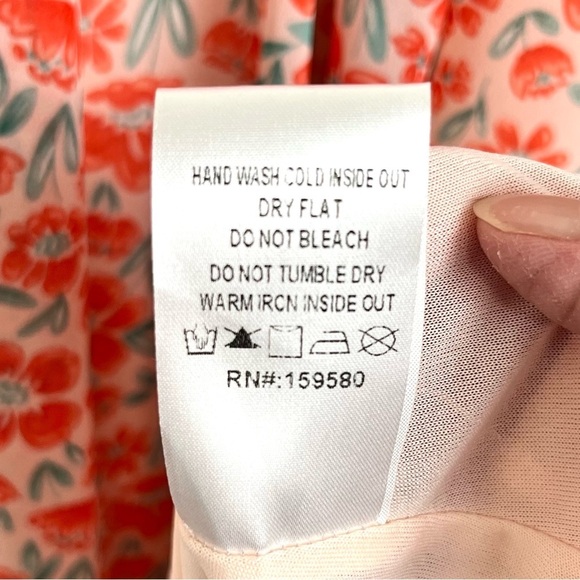 HAND WASH COLD INSIDE OUT
DRY FLAT
DO NOT BLEACH
DO NOT TUMBLE DRY
WARM IRON INSIDE OUT
RN#:159580